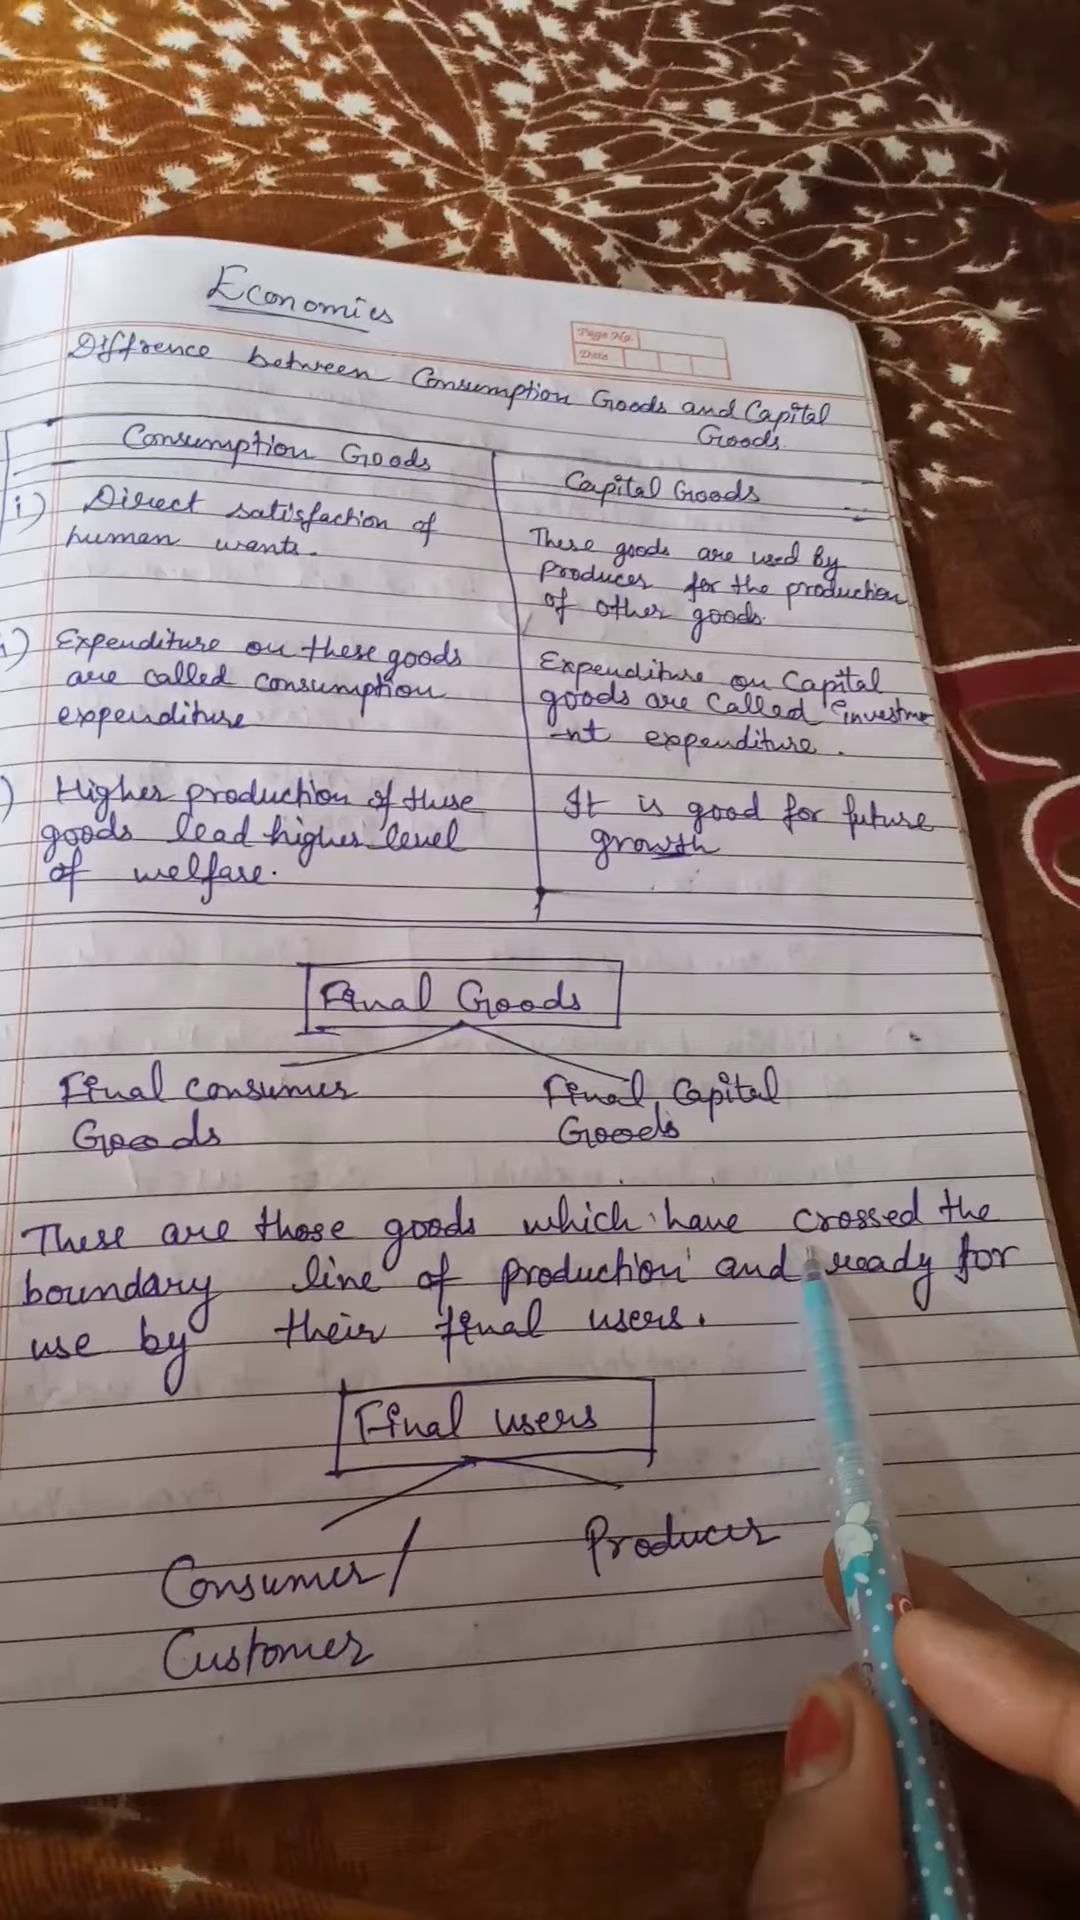 Economics
Page No.
Date
Diffrence between Consumption Goods and Capital
Goods.
Consumption Goods
i) Direct satisfaction of
human wants.
) Expenditure on these goods
are called consumption
expenditure
) Higher production of these
goods lead higher level
of welfare.
Capital Goods
These goods are used by
Producer for the production
of other goods.
Expenditure on Capital
goods are called investme
-nt expenditure.
It is good for future
growth
Final Goods
Final consumer
Goods
Final Capital
Goods
These are those goods which have crossed the
boundary line of production and ready for
use by their final users.
Final users
Consumer/
Customer
Producer